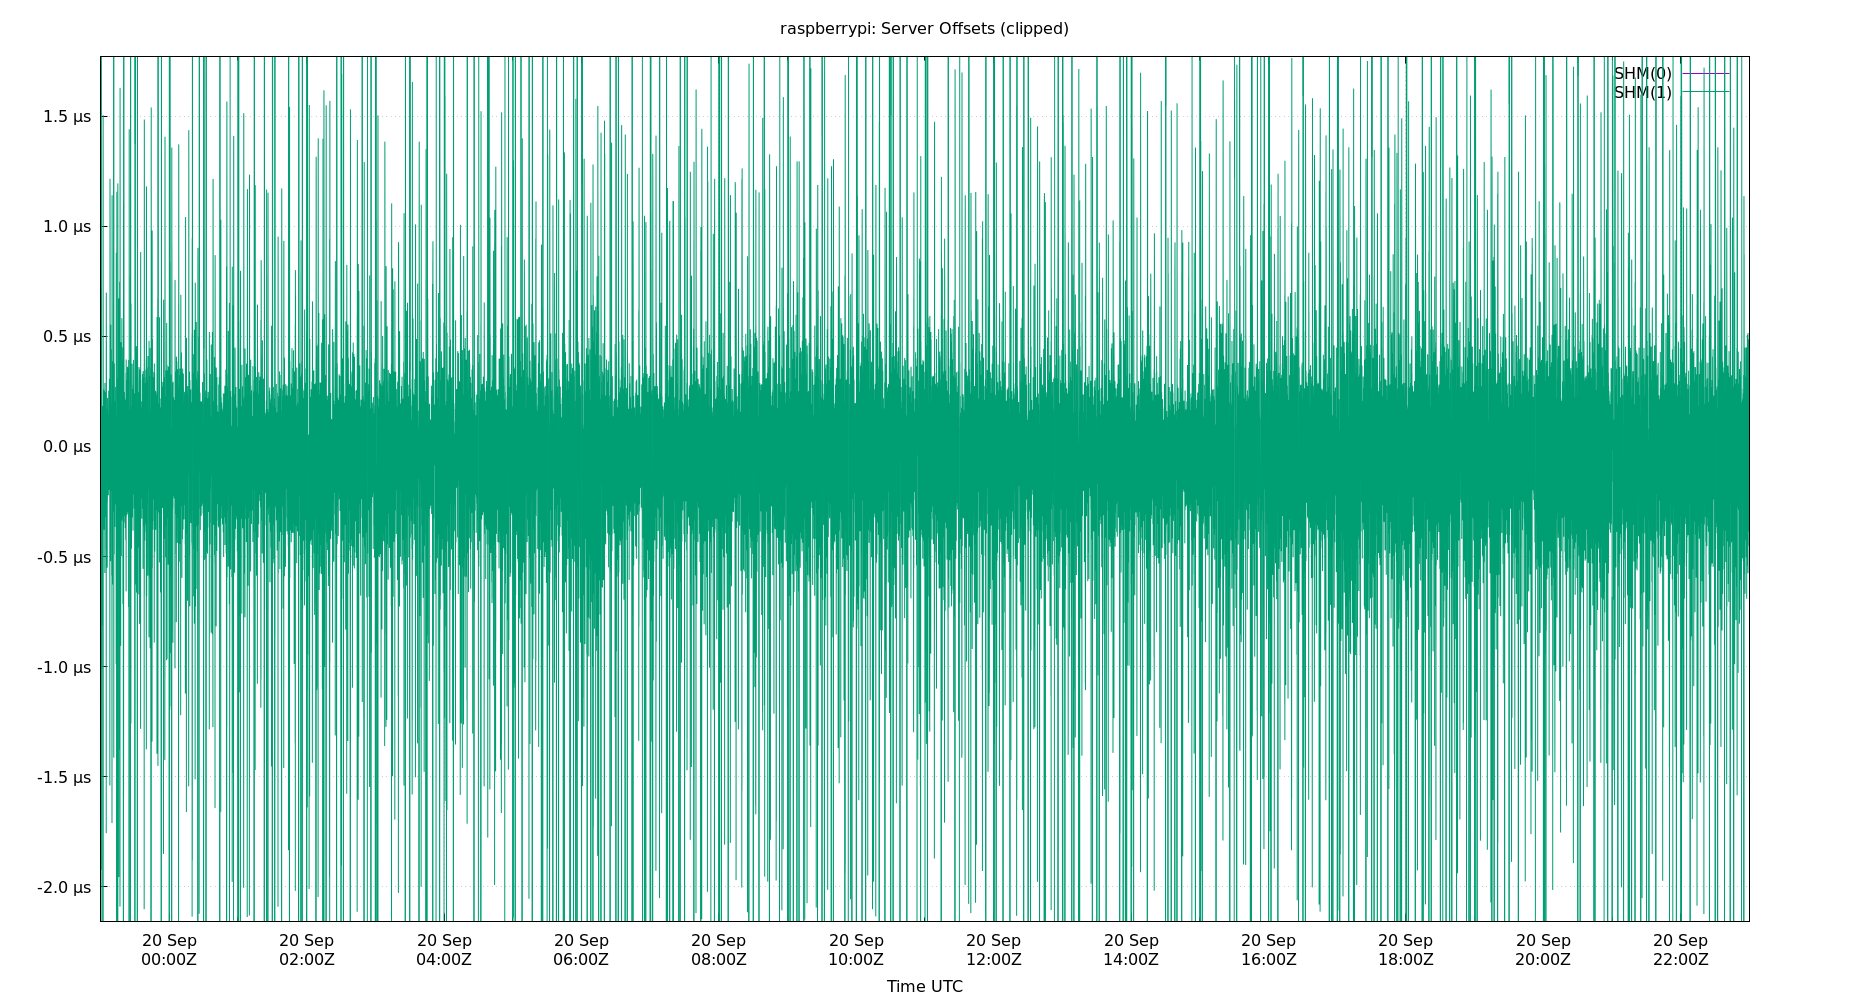 raspberrypi: Server Offsets (clipped)
SHM(0)
SHM(1)
1.5 µs
1.0 µs
0.5 µs
0.0 µs
-0.5 µs
-1.0 µs
-1.5 µs
-2.0 µs
20 Sep 20 Sep 20 Sep 20 Sep 20 Sep 20 Sep 20 Sep 20 Sep 20 Sep 20 Sep 20 Sep 20 Sep
00:00Z 02:00Z 04:00Z 06:00Z 08:00Z 10:00Z 12:00Z 14:00Z 16:00Z 18:00Z 20:00Z 22:00Z
Time UTC